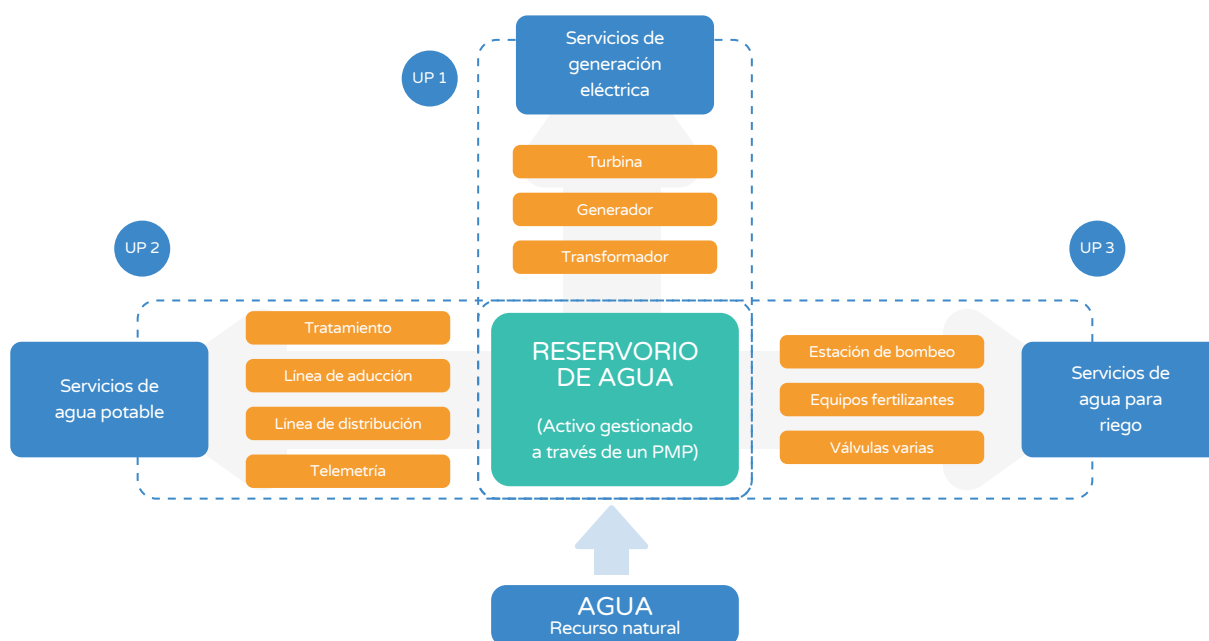 Servicios de
generación
eléctrica
UP 1
Turbina
Generador
Transformador
UP 2
UP 3
Servicios de
agua potable
Tratamiento
Línea de aducción
Línea de distribución
Telemetría
RESERVORIO
DE AGUA
(Activo gestionado
a través de un PMP)
Estación de bombeo
Equipos fertilizantes
Válvulas varias
Servicios de
agua para
riego
AGUA
Recurso natural